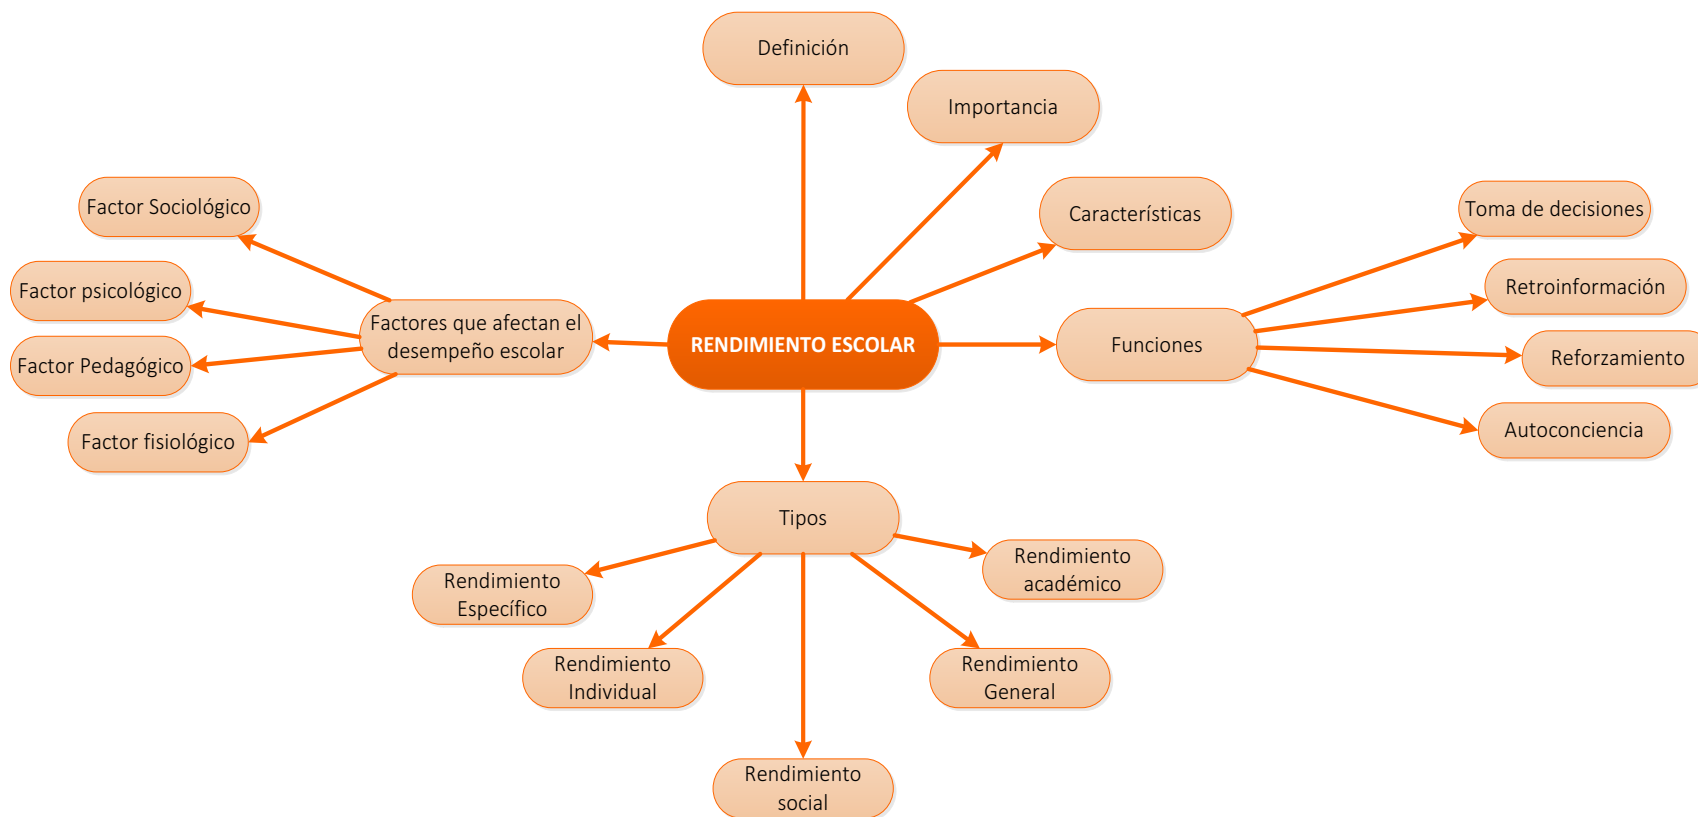 Definición
Importancia
Características
Factor Sociológico
Factor psicológico
Factor Pedagógico
Factor fisiológico
Factores que afectan el
desempeño escolar
RENDIMIENTO ESCOLAR
Funciones
Toma de decisiones
Retroinformación
Reforzamiento
Autoconciencia
Tipos
Rendimiento
Específico
Rendimiento
Individual
Rendimiento
social
Rendimiento
General
Rendimiento
académico